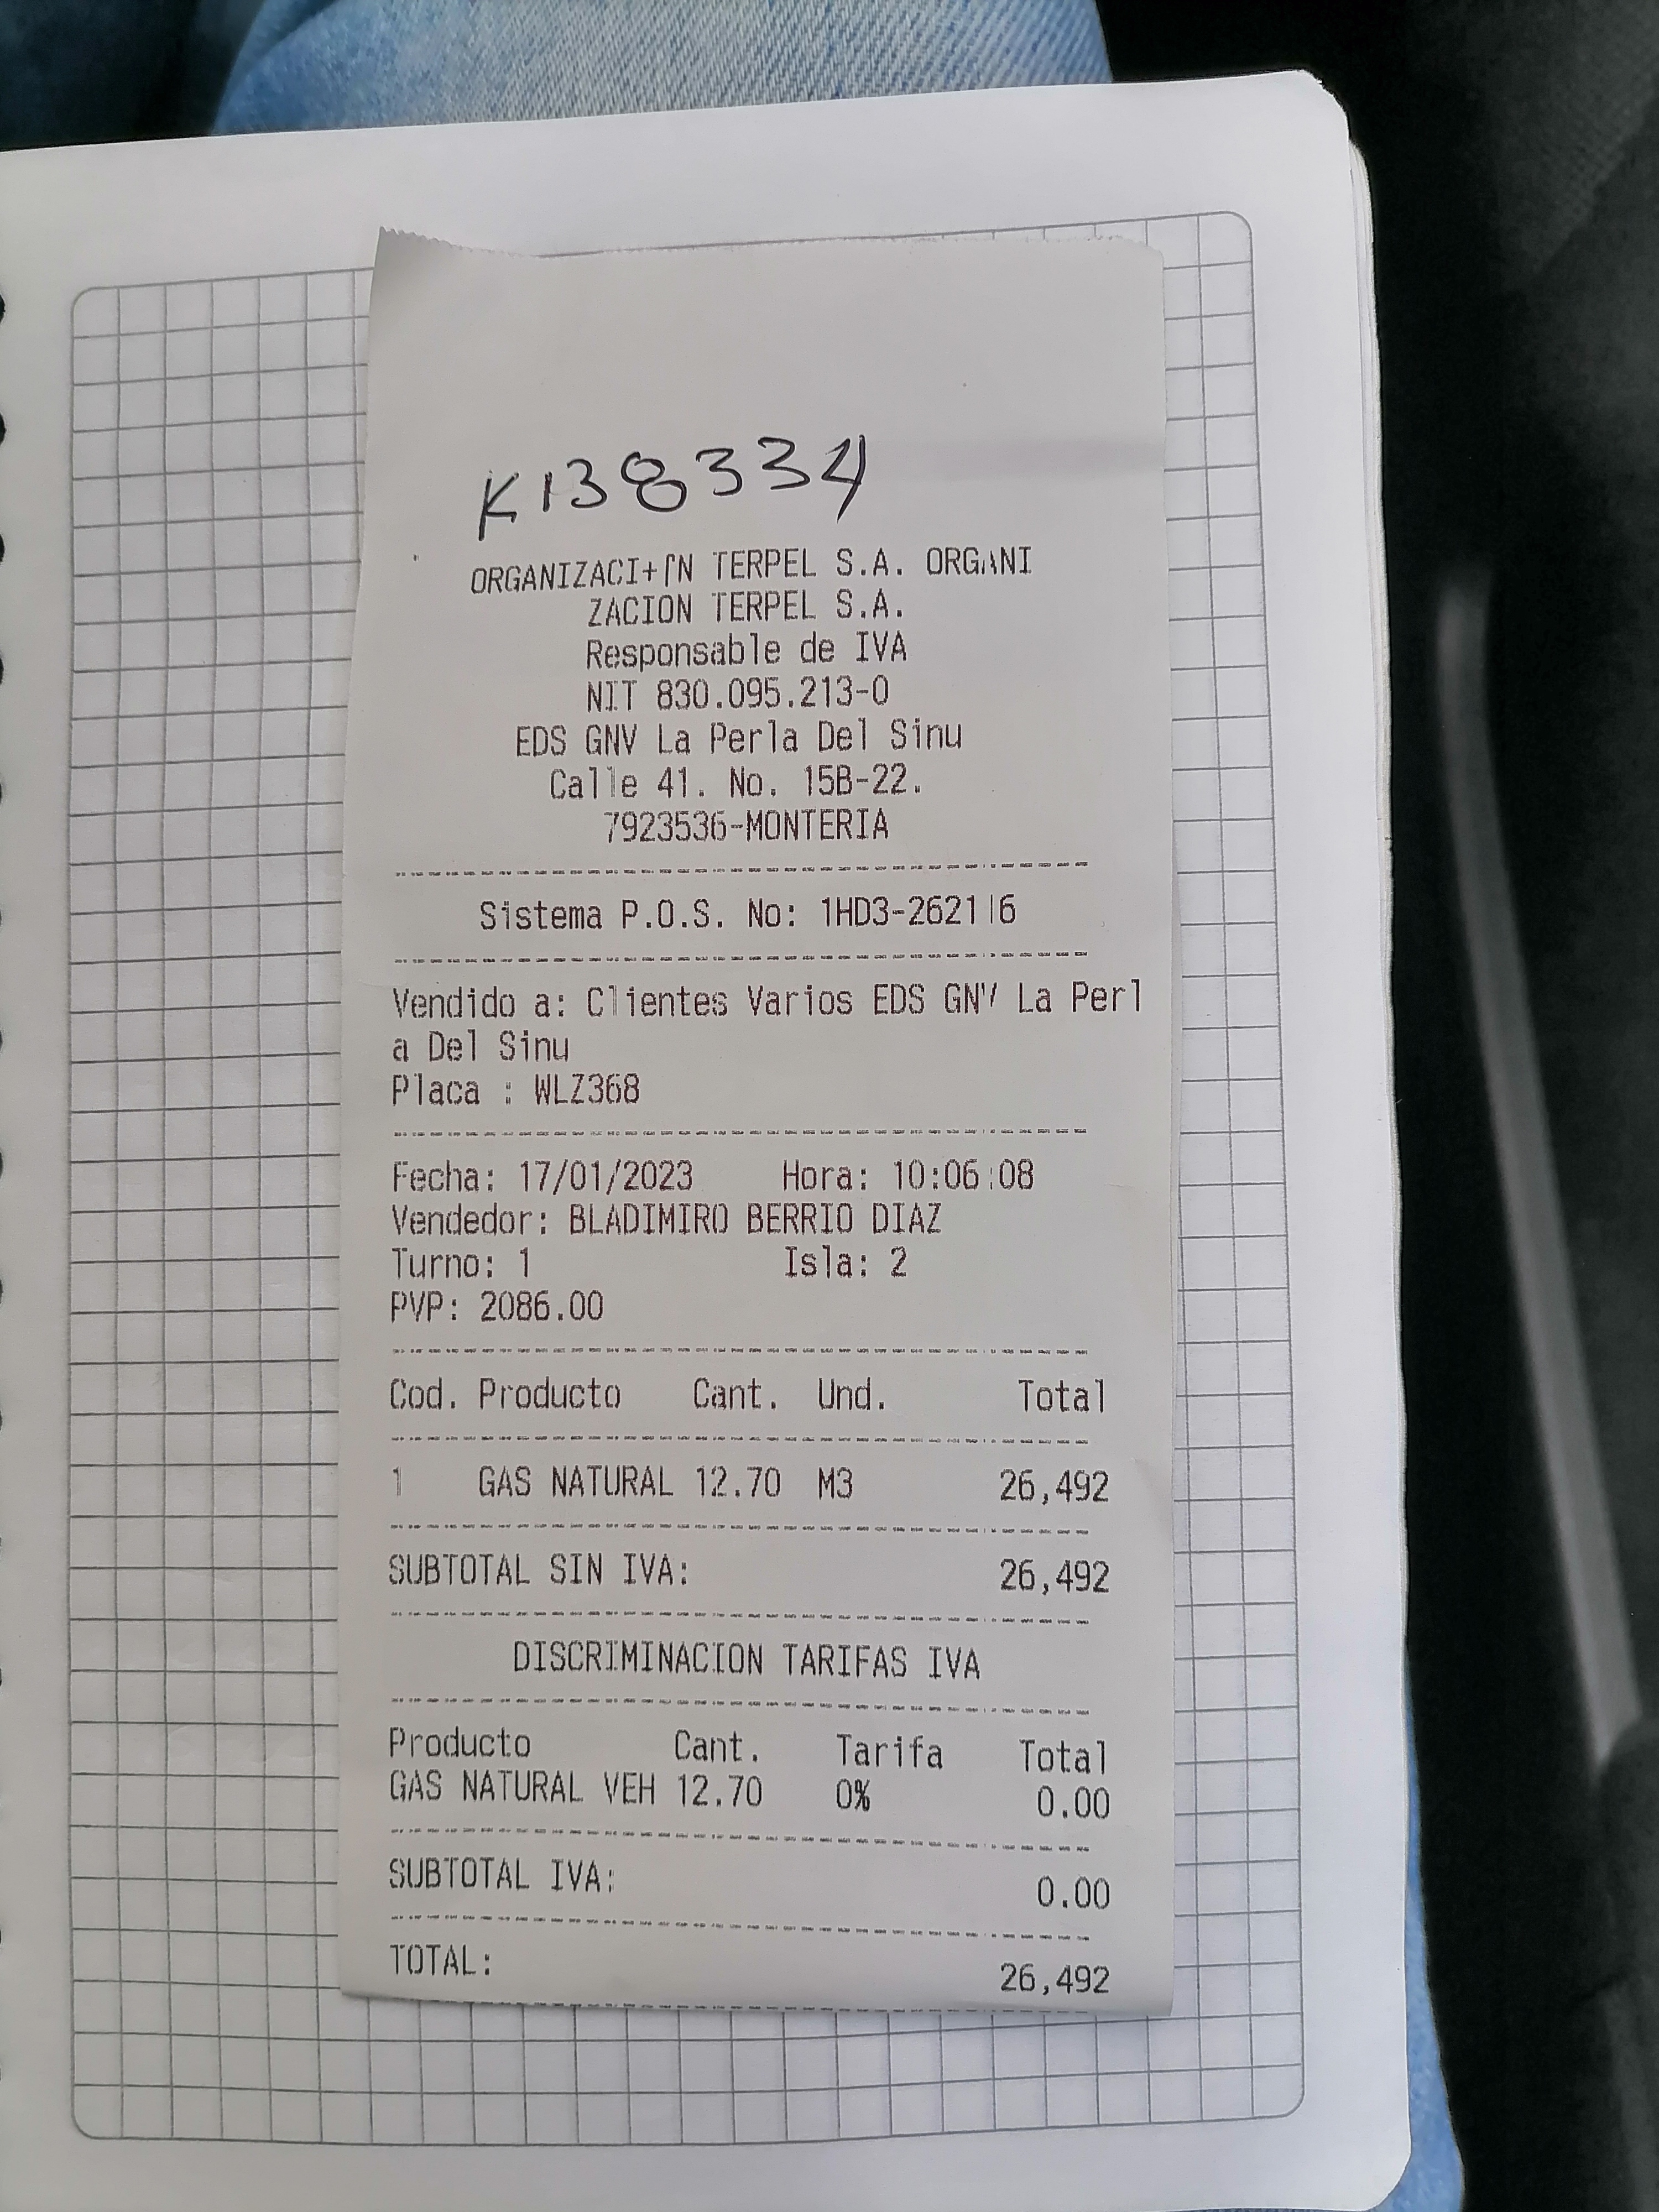 K138334
ORGANIZACI+ſN TERPEL S.A. ORGANI
ZACION TERPEL S.A.
Responsable de IVA
NIT 830.095.213-0
EDS GNV La Perla Del Sinu
Calle 41. No. 15B-22.
7923536-MONTERIA
Sistema P.O.S. No: 1HD3-262116
Vendido a: Clientes Varios EDS GNV La Perl
a Del Sinu
Placa : WLZ368
Fecha: 17/01/2023 Hora: 10:06:08
Vendedor: BLADIMIRO BERRIO DIAZ
Turno: 1 Isla: 2
PVP: 2086.00
Cod. Producto Cant. Und. Total
1 GAS NATURAL 12.70 M3 26,492
SUBTOTAL SIN IVA: 26,492
DISCRIMINACION TARIFAS IVA
Producto Cant. Tarifa Total
GAS NATURAL VEH 12.70 0% 0.00
SUBTOTAL IVA: 0.00
TOTAL: 26,492